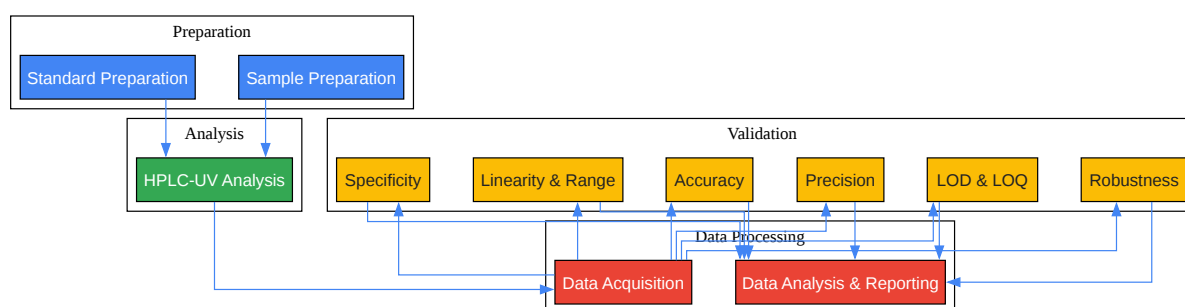 Preparation
Standard Preparation
Sample Preparation
Analysis
Validation
HPLC-UV Analysis
Specificity
Linearity & Range
Accuracy
Precision
LOD & LOQ
Robustness
Data Processing
Data Acquisition
Data Analysis & Reporting